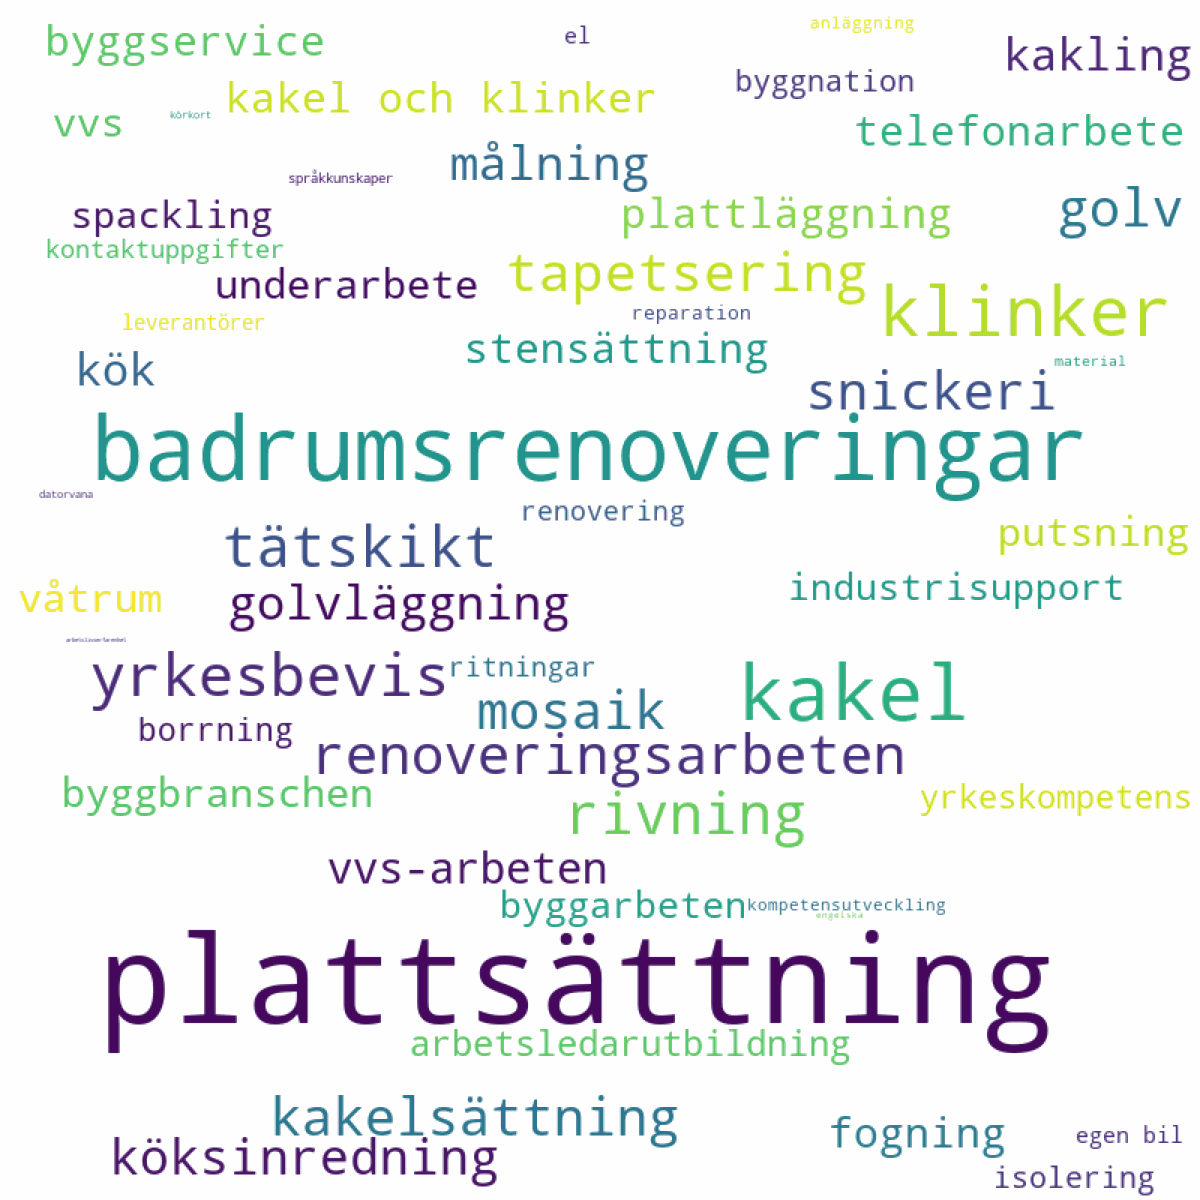 byggservice
el
anläggning
kakling
byggnation
kakel och klinker
körkort
vvs
telefonarbete
målning
språkkunskaper
spackling
plattläggning
golv
kontaktuppgifter
underarbete
tapetsering
klinker
reparation
leverantörer
stensättning
material
kök
snickeri
badrumsrenoveringar
datorvana
renovering
tätskikt
putsning
industrisupport
våtrum
golvläggning
arbetslivserfarenhet
yrkesbevis
ritningar
kakel
mosaik
borrning
renoveringsarbeten
byggbranschen
yrkeskompetens
rivning
vvs-arbeten
byggarbeten
kompetensutveckling
engelska
plattsättning
arbetsledarutbildning
kakelsättning
fogning
egen bil
köksinredning
isolering